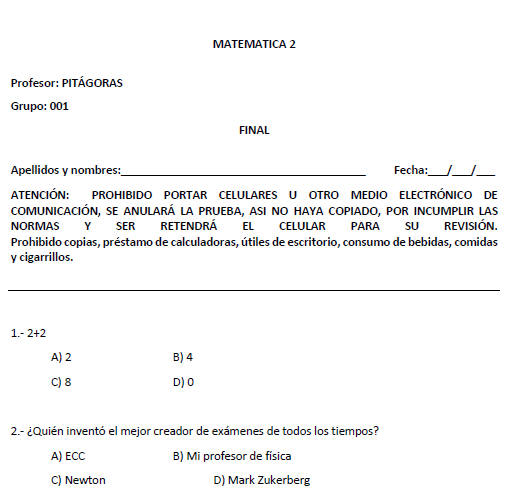 MATEMATICA 2
Profesor: PITÁGORAS
Grupo: 001
FINAL
Apellidos y nombres:______________________________________ Fecha:___/___/___
ATENCIÓN: PROHIBIDO PORTAR CELULARES U OTRO MEDIO ELECTRÓNICO DE
COMUNICACIÓN, SE ANULARÁ LA PRUEBA, ASI NO HAYA COPIADO, POR INCUMPLIR LAS
NORMAS Y SER RETENDRÁ EL CELULAR PARA SU REVISIÓN.
Prohibido copias, préstamo de calculadoras, útiles de escritorio, consumo de bebidas, comidas
y cigarrillos.
1.- 2+2
A) 2 B) 4
C) 8 D) 0
2.- ¿Quién inventó el mejor creador de exámenes de todos los tiempos?
A) ECC B) Mi profesor de física
C) Newton D) Mark Zukerberg